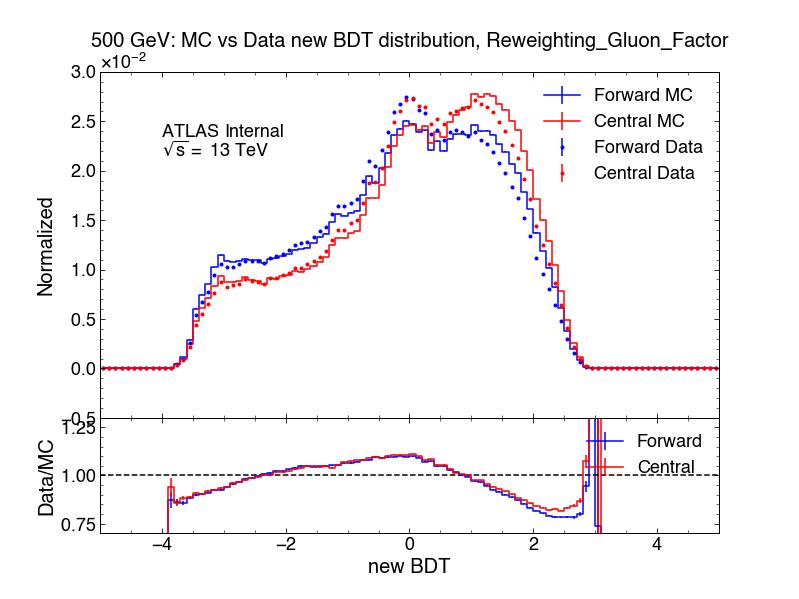 500 GeV: MC vs Data new BDT distribution, Reweighting_Gluon_Factor
×10⁻²
3.0
2.5
2.0
1.5
1.0
0.5
0.0
−0.5
Normalized
ATLAS Internal
√s = 13 TeV
Forward MC
Central MC
Forward Data
Central Data
1.25
1.00
0.75
Data/MC
Forward
Central
−4 −2 0 2 4
new BDT